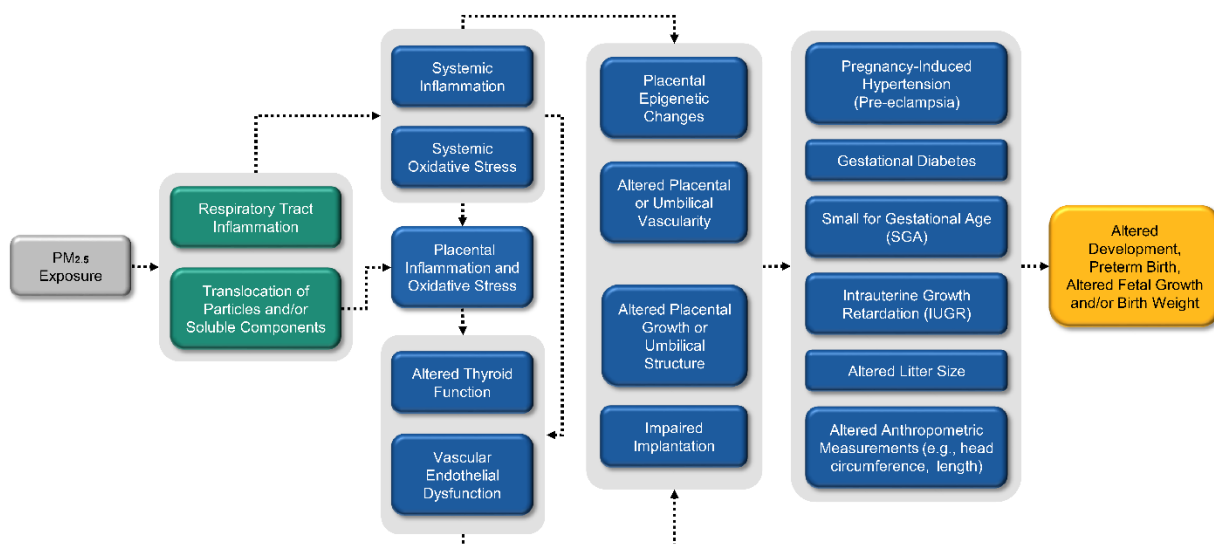 PM2.5
Exposure
Respiratory Tract
Inflammation
Translocation of
Particles and/or
Soluble Components
Systemic
Inflammation
Systemic
Oxidative Stress
Placental
Inflammation and
Oxidative Stress
Altered Thyroid
Function
Vascular
Endothelial
Dysfunction
Placental
Epigenetic
Changes
Altered Placental
or Umbilical
Vascularity
Altered Placental
Growth or
Umbilical
Structure
Impaired
Implantation
Pregnancy-Induced
Hypertension
(Pre-eclampsia)
Gestational Diabetes
Small for Gestational Age
(SGA)
Intrauterine Growth
Retardation (IUGR)
Altered Litter Size
Altered Anthropometric
Measurements (e.g., head
circumference, length)
Altered
Development,
Preterm Birth,
Altered Fetal Growth
and/or Birth Weight